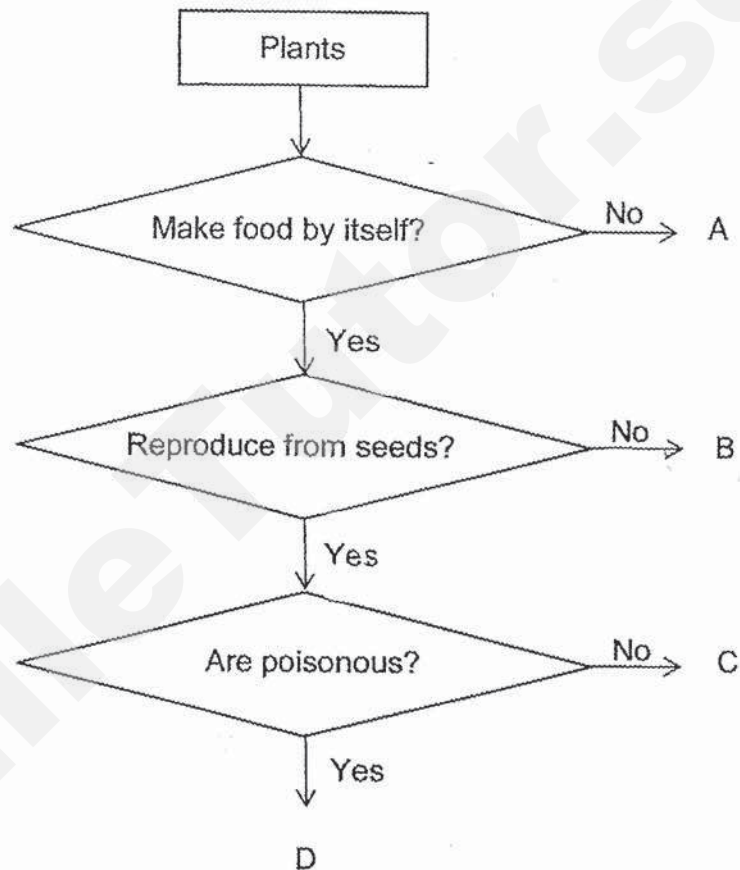 Plants
Make food by itself?
No
A
Yes
Reproduce from seeds?
No
B
Yes
Are poisonous?
No
C
Yes
D